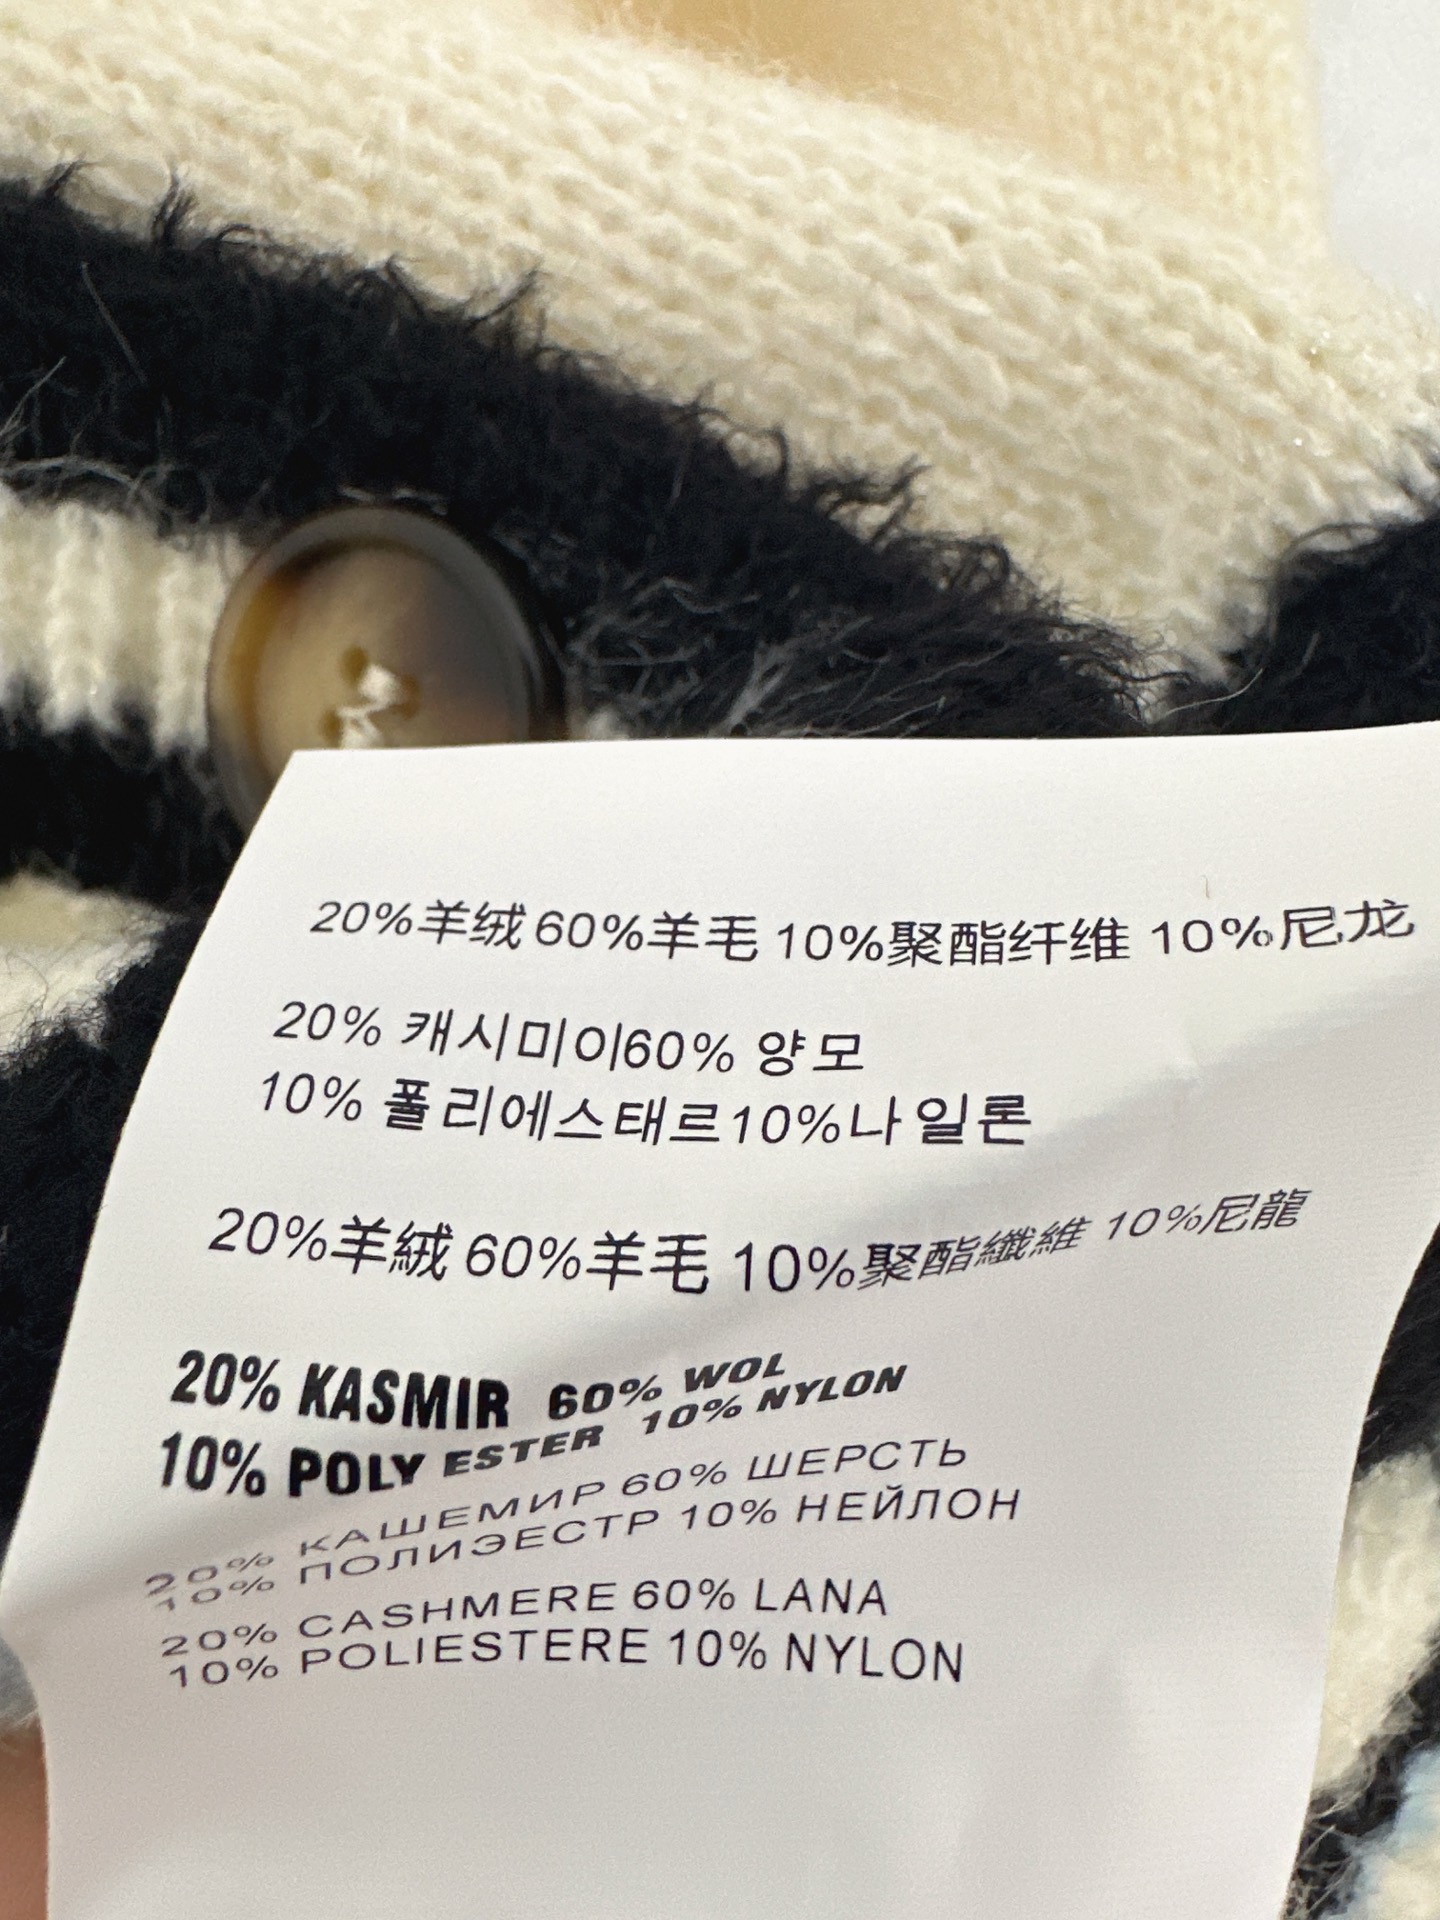 20%羊绒 60%羊毛 10%聚酯纤维 10%尼龙
20% 캐시미어60% 양모
10% 폴리에스태르10%나일론
20%羊絨 60%羊毛 10%聚酯纖維 10%尼龍
20% KASMIR 60% WOL
10% POLY ESTER 10% NYLON
20% КАШЕМИР 60% ШЕРСТЬ
10% ПОЛИЭЕСТР 10% НЕЙЛОН
20% CASHMERE 60% LANA
10% POLIESTERE 10% NYLON